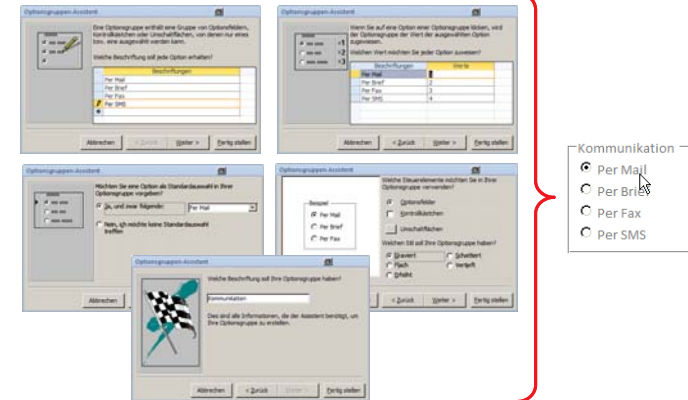 Optionsgruppen-Assistent
Eine Optionsgruppe enthält eine Gruppe von Optionsfeldern,
Kontrollkästchen oder Umschaltflächen, von denen nur eines
bzw. eine ausgewählt werden kann.
Welche Beschriftung soll jede Option erhalten?
Beschriftungen
Per Mail
Per Brief
Per Fax
Per SMS
Abbrechen < Zurück Weiter > Fertig stellen
Optionsgruppen-Assistent
Wenn Sie auf eine Option einer Optionsgruppe klicken, wird
der Optionsgruppe der Wert der ausgewählten Option
zugewiesen.
Welchen Wert möchten Sie jeder Option zuweisen?
Beschriftungen Werte
Per Mail 1
Per Brief 2
Per Fax 3
Per SMS 4
Abbrechen < Zurück Weiter > Fertig stellen
Optionsgruppen-Assistent
Möchten Sie eine Option als Standardauswahl in Ihrer
Optionsgruppe vorgeben?
Ja, und zwar folgende: Per Mail
Nein, ich möchte keine Standardauswahl
treffen
Abbrechen
Optionsgruppen-Assistent
Welche Steuerelemente möchten Sie in Ihrer
Optionsgruppe verwenden?
Beispiel
Per Mail
Per Brief
Per Fax
Optionsfelder
Kontrollkästchen
Umschaltflächen
Welchen Stil soll Ihre Optionsgruppe haben?
Graviert Schattiert
Flach Vertieft
Erhöht
< Zurück Weiter > Fertig stellen
Optionsgruppen-Assistent
Welche Beschriftung soll Ihre Optionsgruppe haben?
Kommunikation
Dies sind alle Informationen, die der Assistent benötigt, um
Ihre Optionsgruppe zu erstellen.
Abbrechen < Zurück Weiter > Fertig stellen
Kommunikation
Per Mail
Per Brief
Per Fax
Per SMS